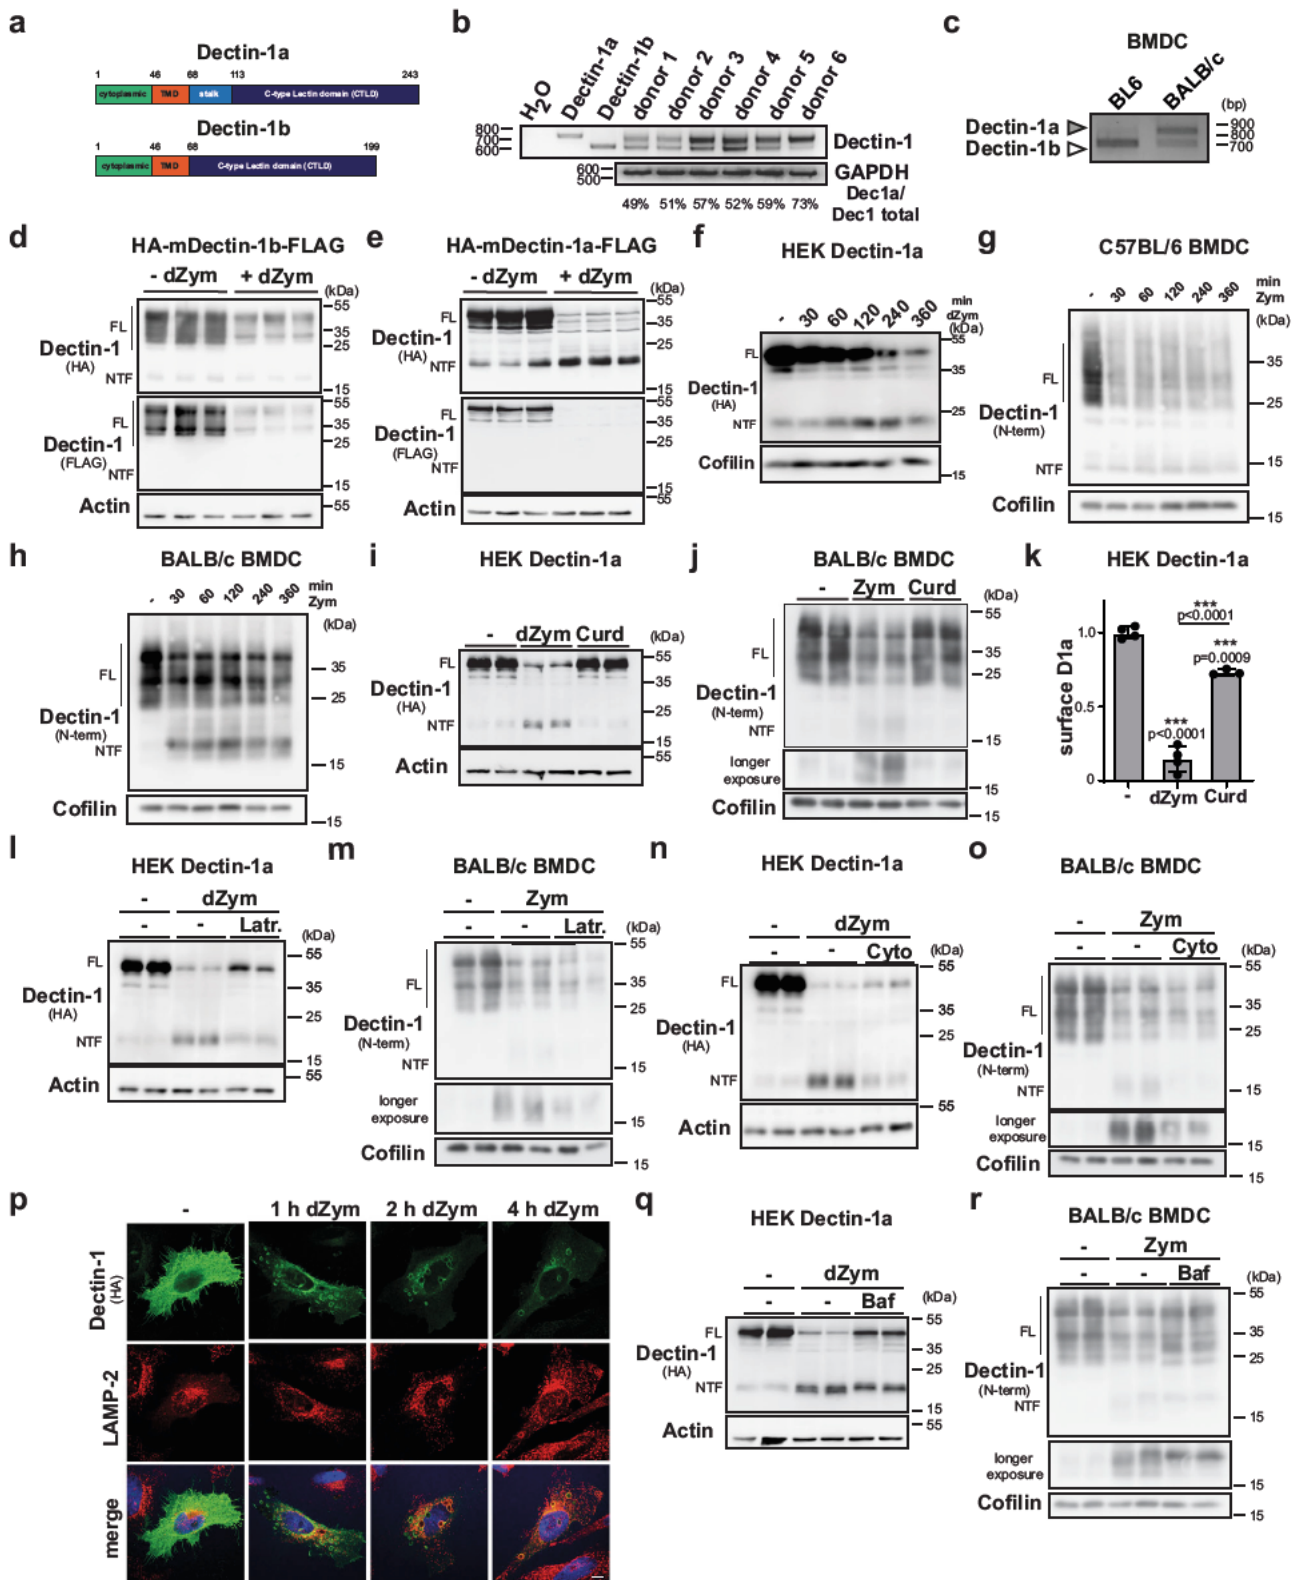 a
Dectin-1a
1 46 68 113 243
cytoplasmic TMD stalk C-type Lectin domain (CTLD)
Dectin-1b
1 46 68 199
cytoplasmic TMD C-type Lectin domain (CTLD)
b
H2O Dectin-1a Dectin-1b donor 1 donor 2 donor 3 donor 4 donor 5 donor 6
800
700
600
Dectin-1
600
500
GAPDH
49% 51% 57% 52% 59% 73%
Dec1a/
Dec1 total
c
BMDC
BL6 BALB/c
(bp)
Dectin-1a
Dectin-1b
900
800
700
d
HA-mDectin-1b-FLAG
- dZym + dZym
(kDa)
FL
Dectin-1
(HA)
NTF
55
35
25
15
FL
Dectin-1
(FLAG)
NTF
55
35
25
15
Actin
55
e
HA-mDectin-1a-FLAG
- dZym + dZym
(kDa)
FL
Dectin-1
(HA)
NTF
55
35
25
15
FL
Dectin-1
(FLAG)
NTF
55
35
25
15
Actin
55
f
HEK Dectin-1a
- 30 60 120 240 360
min
dZym
(kDa)
FL
Dectin-1
(HA)
NTF
55
35
25
Cofilin
15
g
C57BL/6 BMDC
- 30 60 120 240 360
min
Zym
(kDa)
FL
Dectin-1
(N-term)
NTF
35
25
15
Cofilin
15
h
BALB/c BMDC
- 30 60 120 240 360
min
Zym
(kDa)
FL
Dectin-1
(N-term)
NTF
35
25
15
Cofilin
15
i
HEK Dectin-1a
- dZym Curd
(kDa)
FL
Dectin-1
(HA)
NTF
55
35
25
15
Actin
55
j
BALB/c BMDC
- Zym Curd
(kDa)
FL
Dectin-1
(N-term)
NTF
55
35
25
15
longer
exposure
15
Cofilin
15
k
HEK Dectin-1a
surface D1a
1.0
0.5
0
***
p<0.0001
***
p=0.0009
***
p<0.0001
- dZym Curd
l
HEK Dectin-1a
- dZym
- - Latr.
(kDa)
FL
Dectin-1
(HA)
NTF
55
35
25
15
Actin
55
m
BALB/c BMDC
- Zym
- - Latr.
(kDa)
FL
Dectin-1
(N-term)
NTF
55
35
25
15
longer
exposure
15
Cofilin
15
n
HEK Dectin-1a
- dZym
- - Cyto
(kDa)
FL
Dectin-1
(HA)
NTF
55
35
25
15
Actin
55
o
BALB/c BMDC
- Zym
- - Cyto
(kDa)
FL
Dectin-1
(N-term)
NTF
55
35
25
15
longer
exposure
15
Cofilin
15
p
- 1 h dZym 2 h dZym 4 h dZym
Dectin-1
(HA)
LAMP-2
merge
q
HEK Dectin-1a
- dZym
- - Baf
(kDa)
FL
Dectin-1
(HA)
NTF
55
35
25
15
Actin
55
r
BALB/c BMDC
- Zym
- - Baf
(kDa)
FL
Dectin-1
(N-term)
NTF
55
35
25
15
longer
exposure
15
Cofilin
15